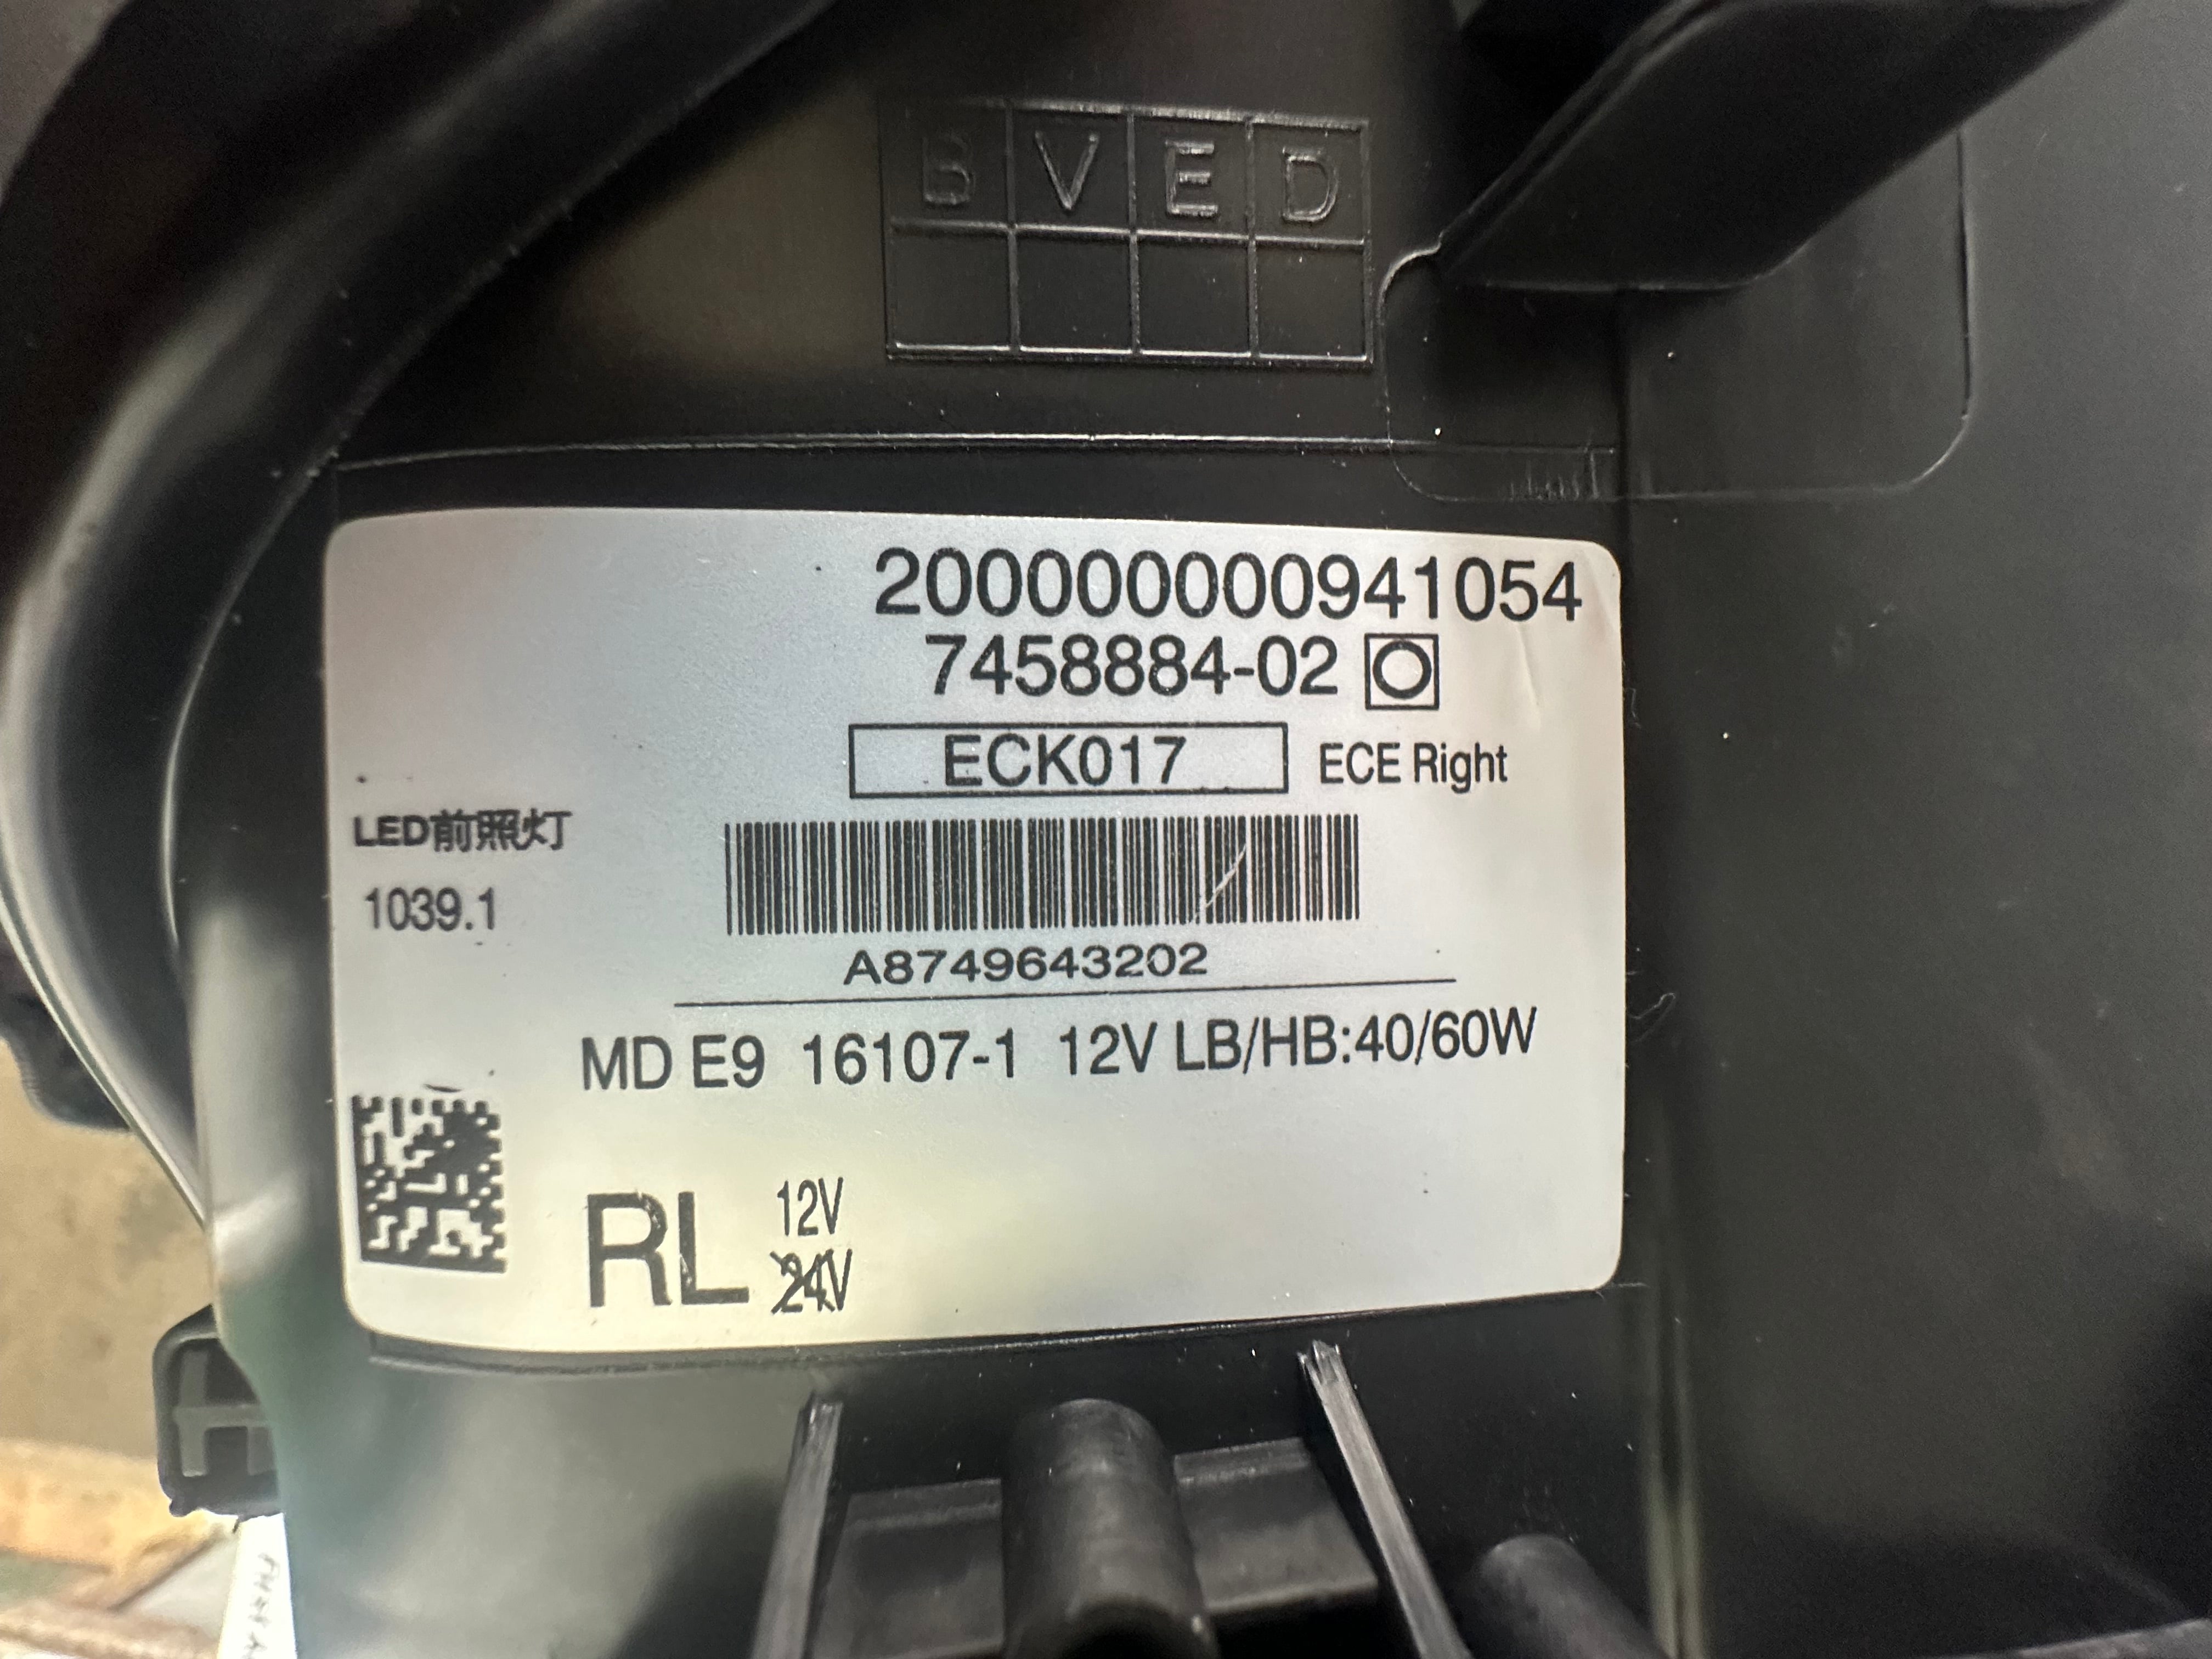 B V E D
200000000941054
7458884-02
ECK017 ECE Right
LED前照灯
1039.1
A8749643202
MD E9 16107-1 12V LB/HB:40/60W
RL 12V
24V